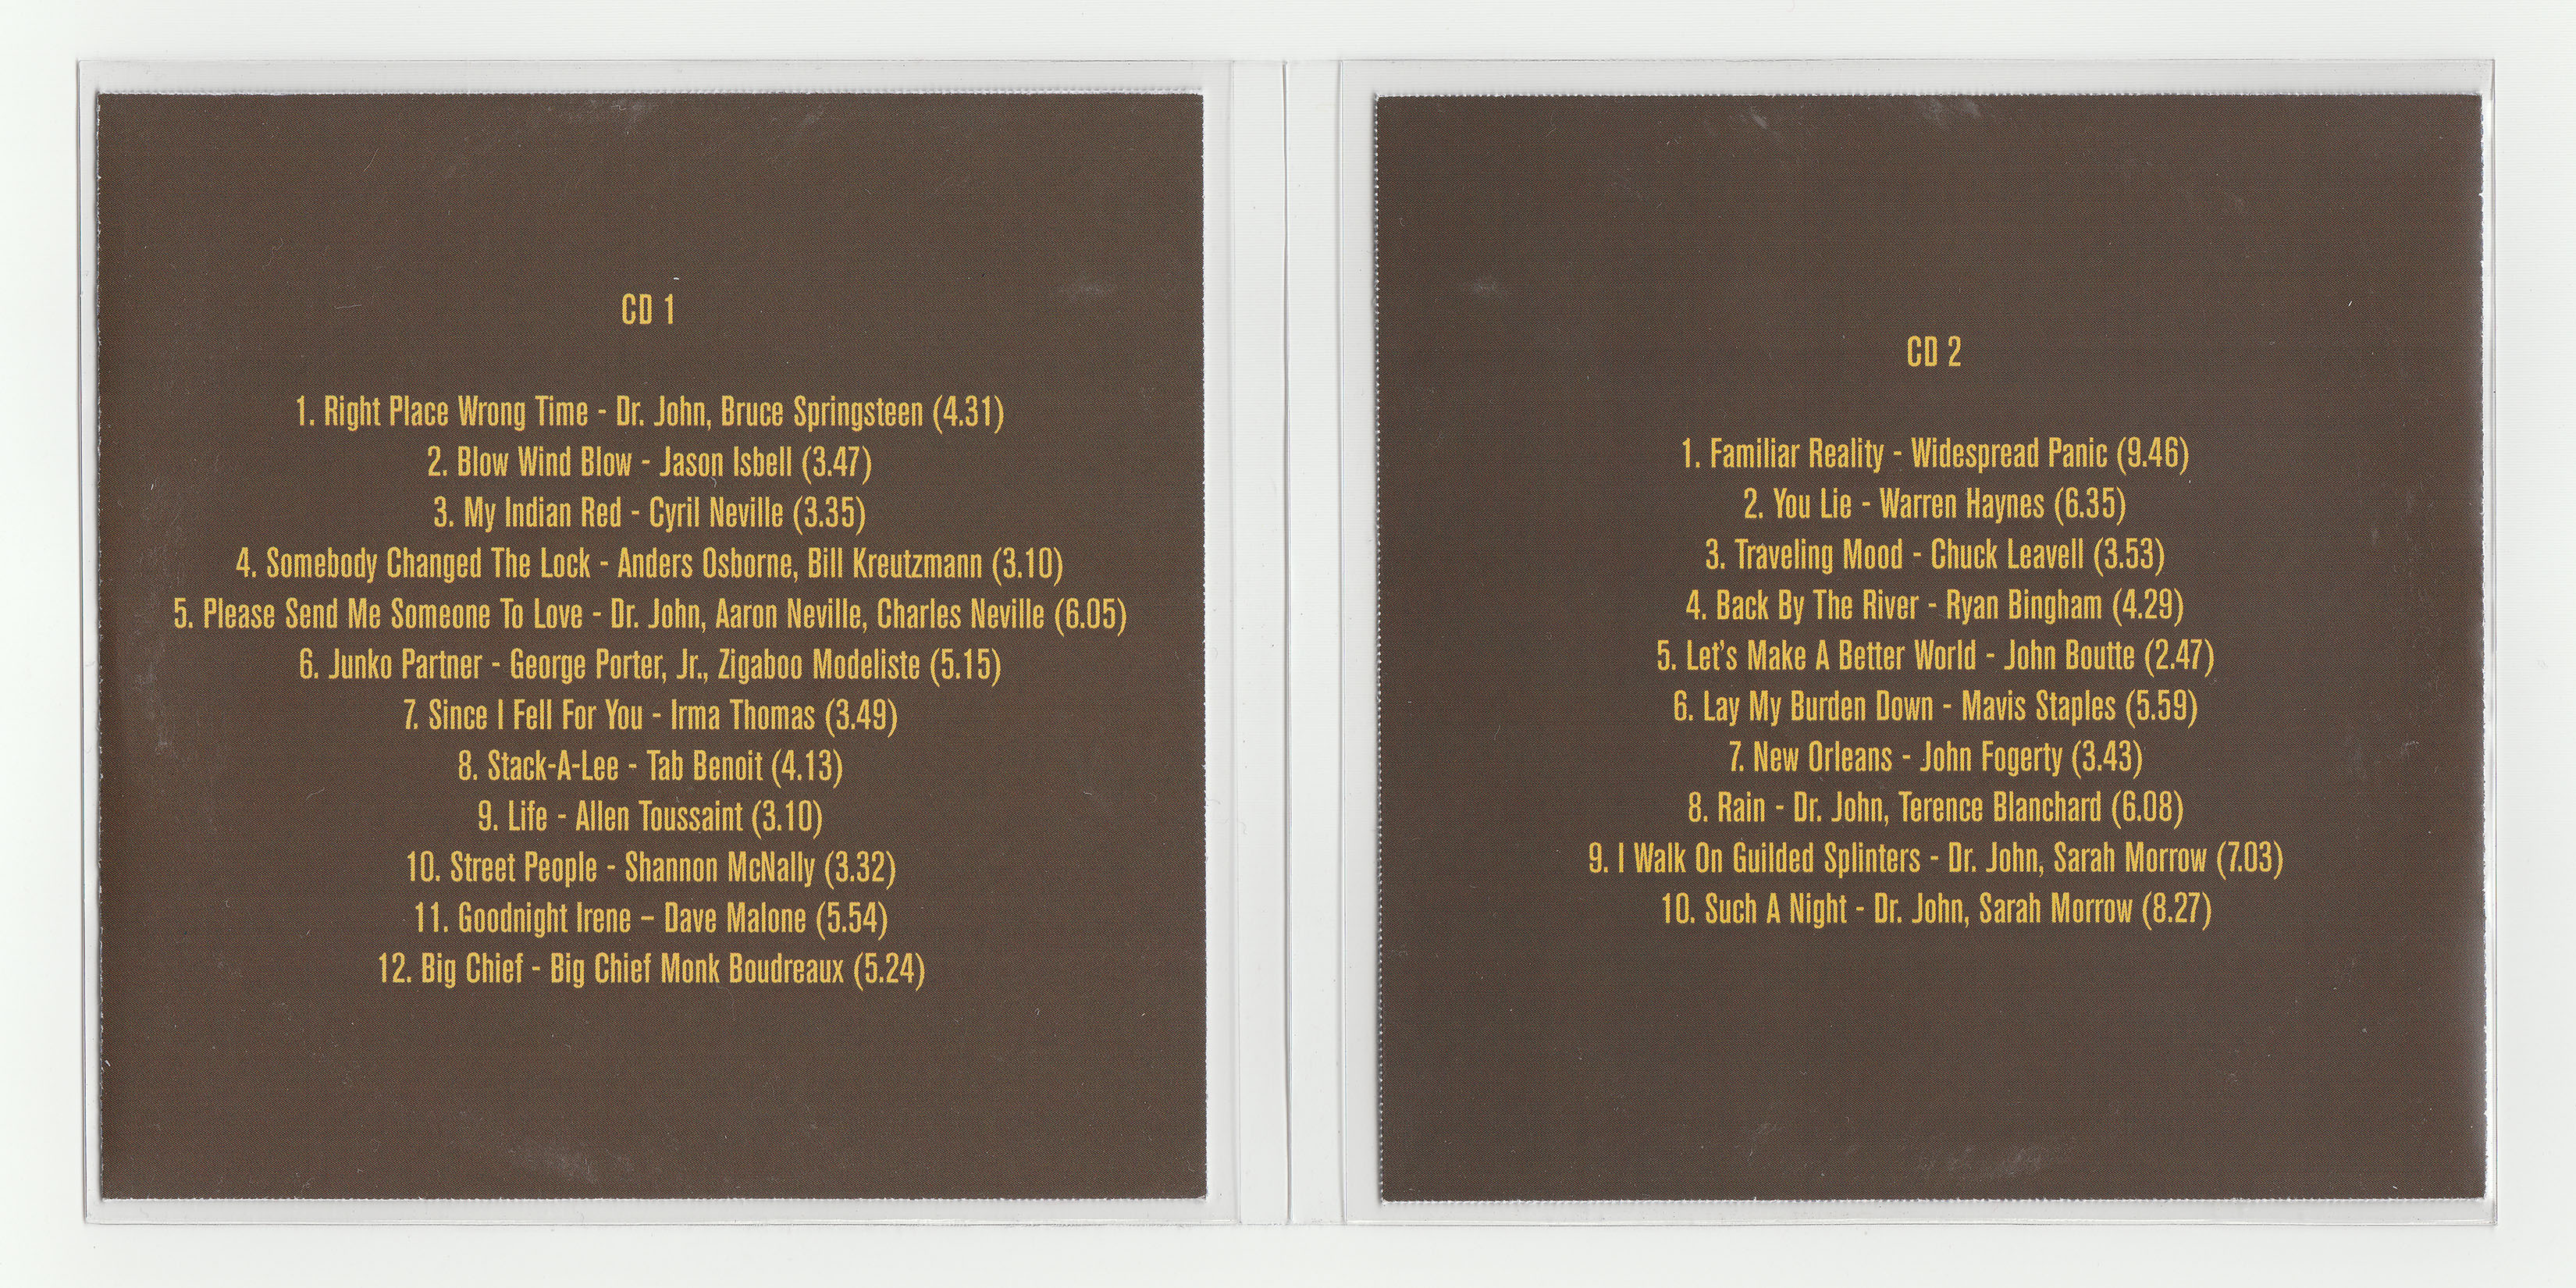 CD 1
1. Right Place Wrong Time - Dr. John, Bruce Springsteen (4.31)
2. Blow Wind Blow - Jason Isbell (3.47)
3. My Indian Red - Cyril Neville (3.35)
4. Somebody Changed The Lock - Anders Osborne, Bill Kreutzmann (3.10)
5. Please Send Me Someone To Love - Dr. John, Aaron Neville, Charles Neville (6.05)
6. Junko Partner - George Porter, Jr., Zigaboo Modeliste (5.15)
7. Since I Fell For You - Irma Thomas (3.49)
8. Stack-A-Lee - Tab Benoit (4.13)
9. Life - Allen Toussaint (3.10)
10. Street People - Shannon McNally (3.32)
11. Goodnight Irene – Dave Malone (5.54)
12. Big Chief - Big Chief Monk Boudreaux (5.24)
CD 2
1. Familiar Reality - Widespread Panic (9.46)
2. You Lie - Warren Haynes (6.35)
3. Traveling Mood - Chuck Leavell (3.53)
4. Back By The River - Ryan Bingham (4.29)
5. Let's Make A Better World - John Boutte (2.47)
6. Lay My Burden Down - Mavis Staples (5.59)
7. New Orleans - John Fogerty (3.43)
8. Rain - Dr. John, Terence Blanchard (6.08)
9. I Walk On Guilded Splinters - Dr. John, Sarah Morrow (7.03)
10. Such A Night - Dr. John, Sarah Morrow (8.27)